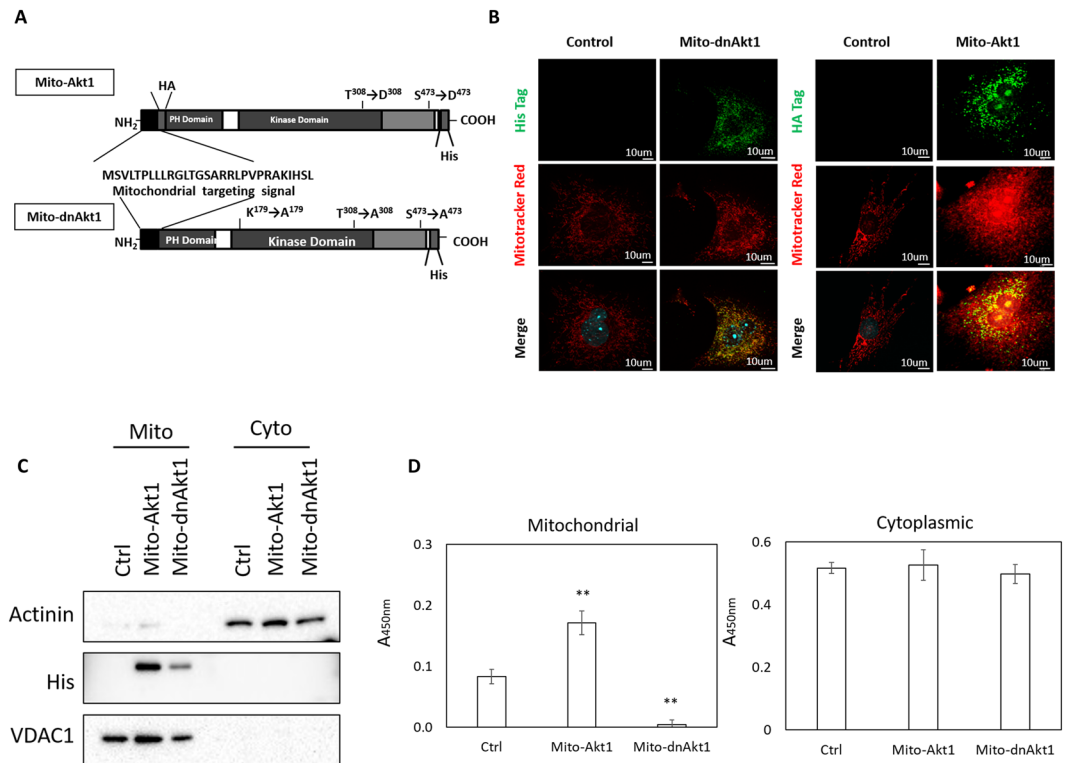 A
Mito-Akt1
HA
T308→D308
S473→D473
NH2
PH Domain
Kinase Domain
COOH
His
MSVLTPLLLRGLTGSARRLPVPRAKIHSL
Mitochondrial targeting signal
Mito-dnAkt1
K179→A179
T308→A308
S473→A473
NH2
PH Domain
Kinase Domain
COOH
His
B
Control
Mito-dnAkt1
Control
Mito-Akt1
His Tag
10um
10um
HA Tag
10um
10um
Mitotracker Red
10um
10um
Mitotracker Red
10um
10um
Merge
10um
10um
Merge
10um
10um
C
Mito
Cyto
Ctrl
Mito-Akt1
Mito-dnAkt1
Ctrl
Mito-Akt1
Mito-dnAkt1
Actinin
His
VDAC1
D
Mitochondrial
A450nm
0.3
0.2
0.1
0.0
**
**
Ctrl
Mito-Akt1
Mito-dnAkt1
Cytoplasmic
A450nm
0.6
0.4
0.2
0
Ctrl
Mito-Akt1
Mito-dnAkt1